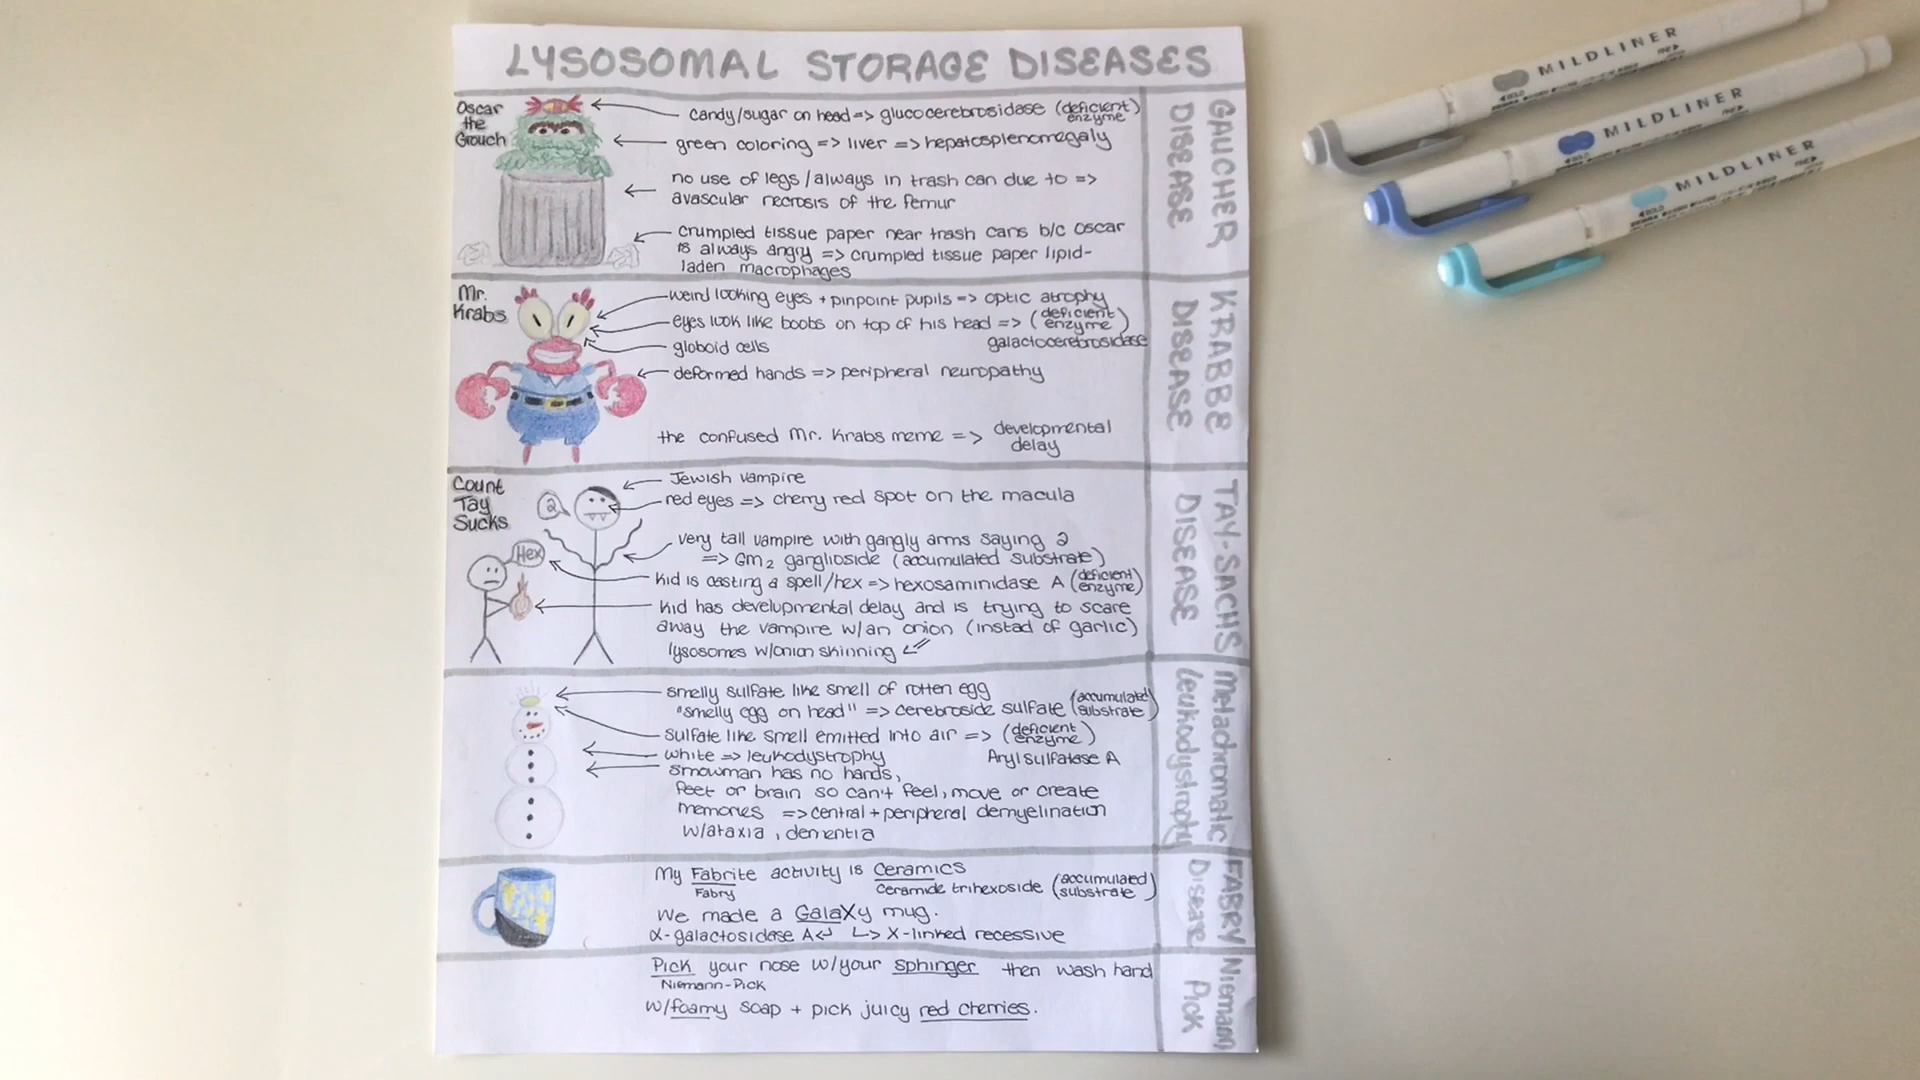 LYSOSOMAL STORAGE DISEASES
GAUCHER
DISEASE
Oscar
the
Grouch
candy/sugar on head => glucocerebrosidase (deficient enzyme)
green coloring => liver => hepatosplenomegaly
no use of legs / always in trash can due to =>
avascular necrosis of the femur
crumpled tissue paper near trash cans b/c oscar
is always angry => crumpled tissue paper lipid-
laden macrophages
KRABBE
DISEASE
Mr.
Krabs
weird looking eyes + pinpoint pupils => optic atrophy
eyes look like boobs on top of his head => (deficient enzyme)
galactocerebrosidase
globoid cells
deformed hands => peripheral neuropathy
the confused Mr. Krabs meme => developmental
delay
TAY-SACHS
DISEASE
Count
Tay
Sucks
2
Hex
Jewish vampire
red eyes => cherry red spot on the macula
very tall vampire with gangly arms saying 2
=> GM2 ganglioside (accumulated substrate)
kid is casting a spell/hex => hexosaminidase A (deficient enzyme)
kid has developmental delay and is trying to scare
away the vampire w/an onion (instad of garlic)
lysosomes w/onion skinning
Metachromatic
leukodystrophy
smelly sulfate like smell of rotten egg
"smelly egg on head" => cerebroside sulfate (accumulated substrate)
sulfate like smell emitted into air => (deficient enzyme)
white => leukodystrophy
Arylsulfatase A
snowman has no hands,
feet or brain so can't feel, move or create
memories => central + peripheral demyelination
w/ataxia, dementia
FABRY
Disease
My Fabrite activity is Ceramics
Fabry
Ceramide trihexoside (accumulated substrate)
We made a GalaXy mug.
α-galactosidase A
X-linked recessive
Niemann
Pick
Pick your nose w/your sphinger then wash hand
Niemann-Pick
w/foamy soap + pick juicy red cherries.
MILDLINER
BOLD
FINE
MILDLINER
BOLD
FINE
MILDLINER
BOLD
FINE